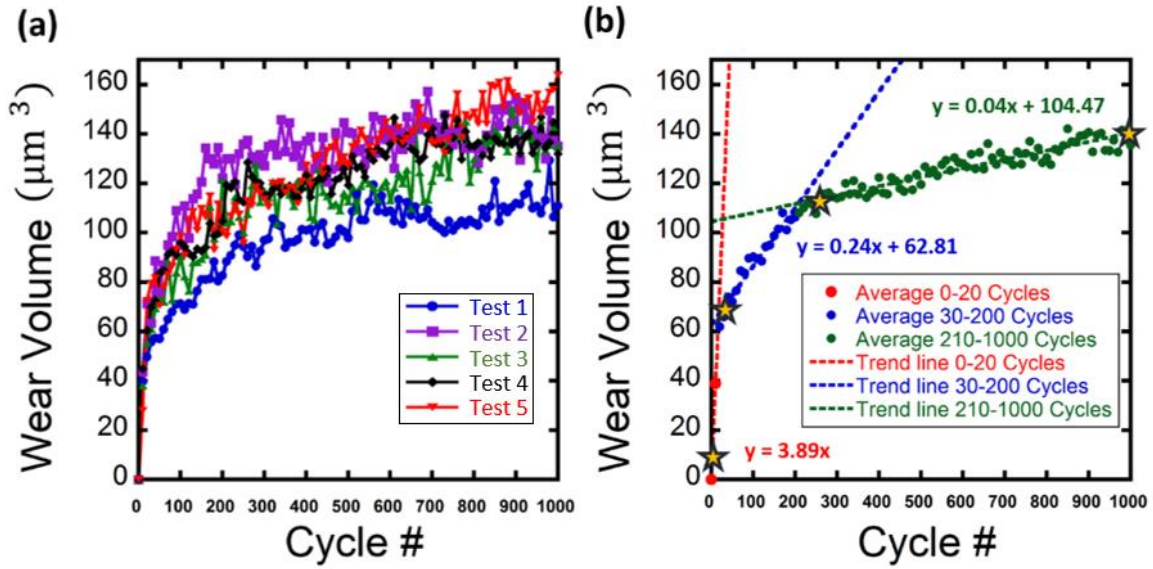 (a)
Wear Volume (μm ³)
160
140
120
100
80
60
40
20
0
0 100 200 300 400 500 600 700 800 900 1000
Cycle #
Test 1
Test 2
Test 3
Test 4
Test 5
(b)
Wear Volume (μm ³)
160
140
120
100
80
60
40
20
0
0 100 200 300 400 500 600 700 800 900 1000
Cycle #
y = 0.04x + 104.47
y = 0.24x + 62.81
Average 0-20 Cycles
Average 30-200 Cycles
Average 210-1000 Cycles
Trend line 0-20 Cycles
Trend line 30-200 Cycles
Trend line 210-1000 Cycles
y = 3.89x